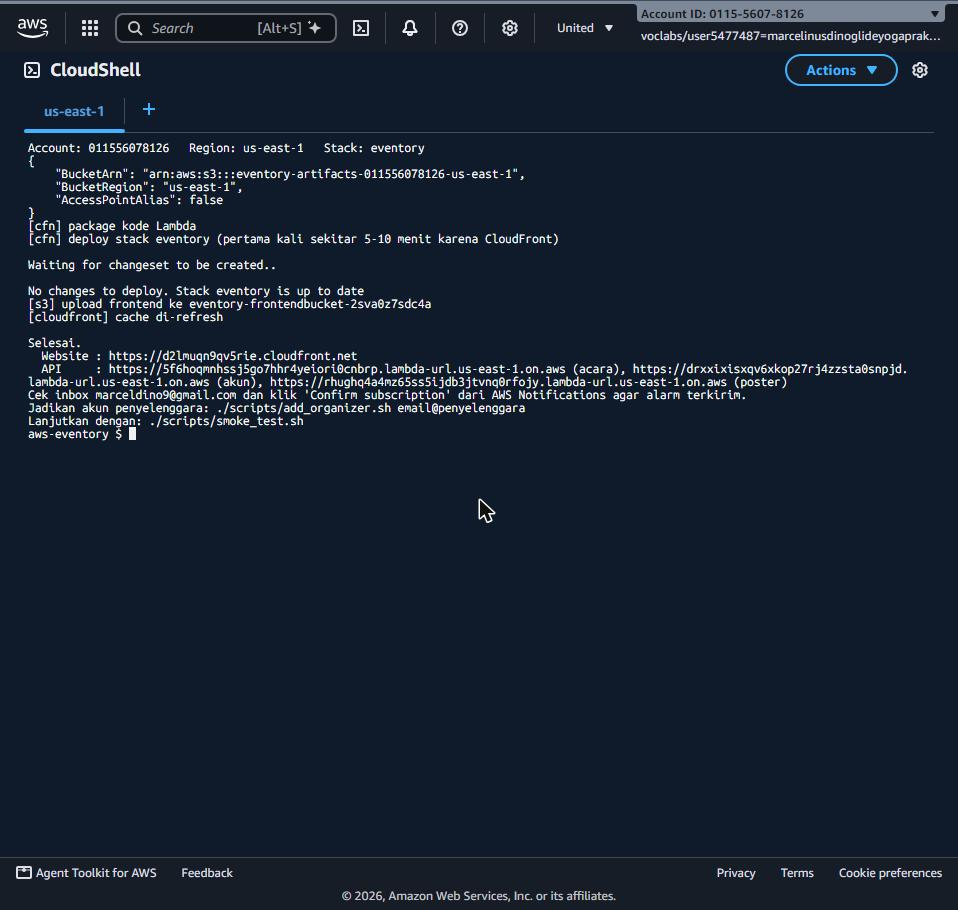 aws
Search [Alt+S]
United
Account ID: 0115-5607-8126
voclabs/user5477487=marcelinusdinoglideyogaprak...
CloudShell
Actions
us-east-1
+
Account: 011556078126   Region: us-east-1   Stack: eventory
{
    "BucketArn": "arn:aws:s3:::eventory-artifacts-011556078126-us-east-1",
    "BucketRegion": "us-east-1",
    "AccessPointAlias": false
}
[cfn] package kode Lambda
[cfn] deploy stack eventory (pertama kali sekitar 5-10 menit karena CloudFront)
Waiting for changeset to be created..
No changes to deploy. Stack eventory is up to date
[s3] upload frontend ke eventory-frontendbucket-2sva0z7sdc4a
[cloudfront] cache di-refresh
Selesai.
  Website : https://d2lmuqn9qv5rie.cloudfront.net
  API     : https://5f6hoqmnhssj5go7hhr4yeiori0cnbrp.lambda-url.us-east-1.on.aws (acara), https://drxxixisxqv6xkop27rj4zzsta0snpjd.
lambda-url.us-east-1.on.aws (akun), https://rhughq4a4mz65ss5ijdb3jtvnq0rfojy.lambda-url.us-east-1.on.aws (poster)
Cek inbox marceldino9@gmail.com dan klik 'Confirm subscription' dari AWS Notifications agar alarm terkirim.
Jadikan akun penyelenggara: ./scripts/add_organizer.sh email@penyelenggara
Lanjutkan dengan: ./scripts/smoke_test.sh
aws-eventory $
Agent Toolkit for AWS   Feedback   Privacy   Terms   Cookie preferences
© 2026, Amazon Web Services, Inc. or its affiliates.